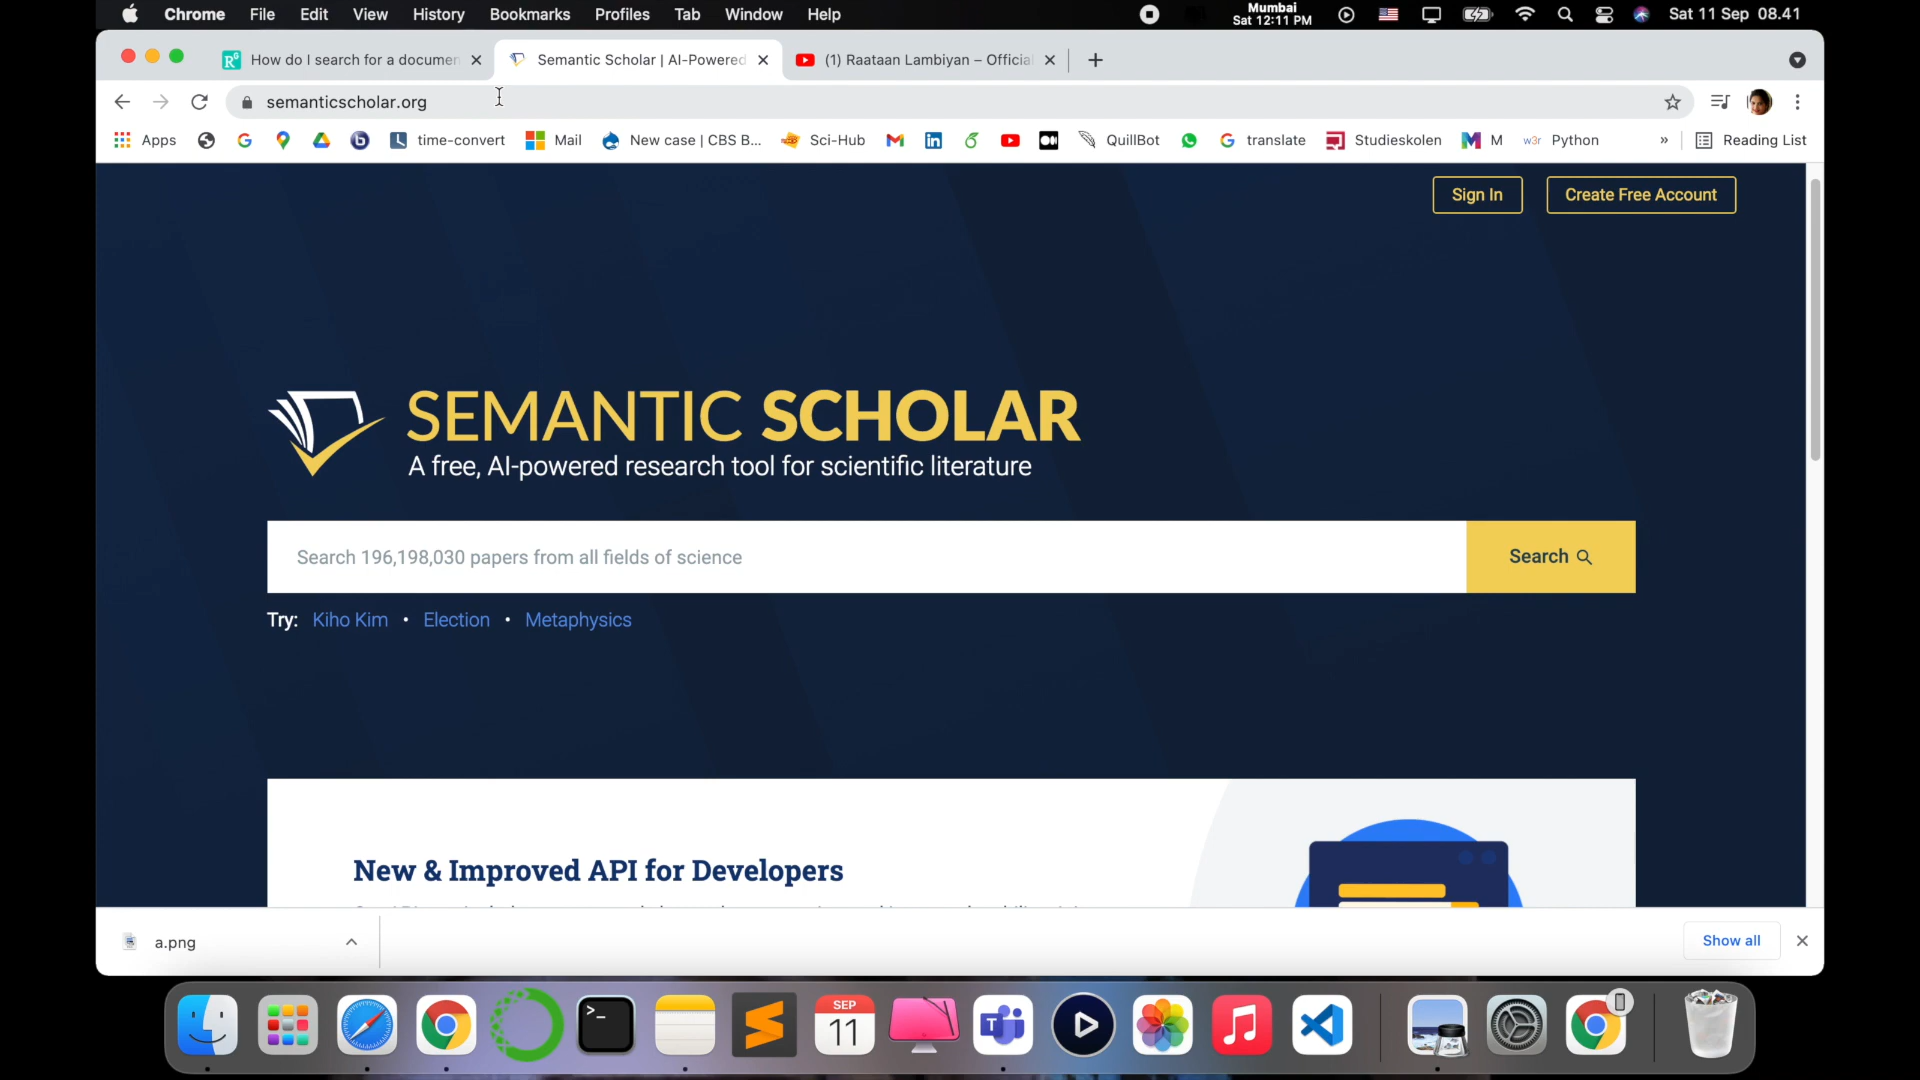 Chrome File Edit View History Bookmarks Profiles Tab Window Help
Mumbai
Sat 12:11 PM
Sat 11 Sep 08.41
How do I search for a documen
Semantic Scholar | AI-Powered
(1) Raataan Lambiyan – Official
semanticscholar.org
Apps time-convert Mail New case | CBS B... Sci-Hub QuillBot translate Studieskolen M w3r Python » Reading List
Sign In Create Free Account
SEMANTIC SCHOLAR
A free, AI-powered research tool for scientific literature
Search 196,198,030 papers from all fields of science
Search
Try: Kiho Kim • Election • Metaphysics
New & Improved API for Developers
a.png
Show all
SEP
11